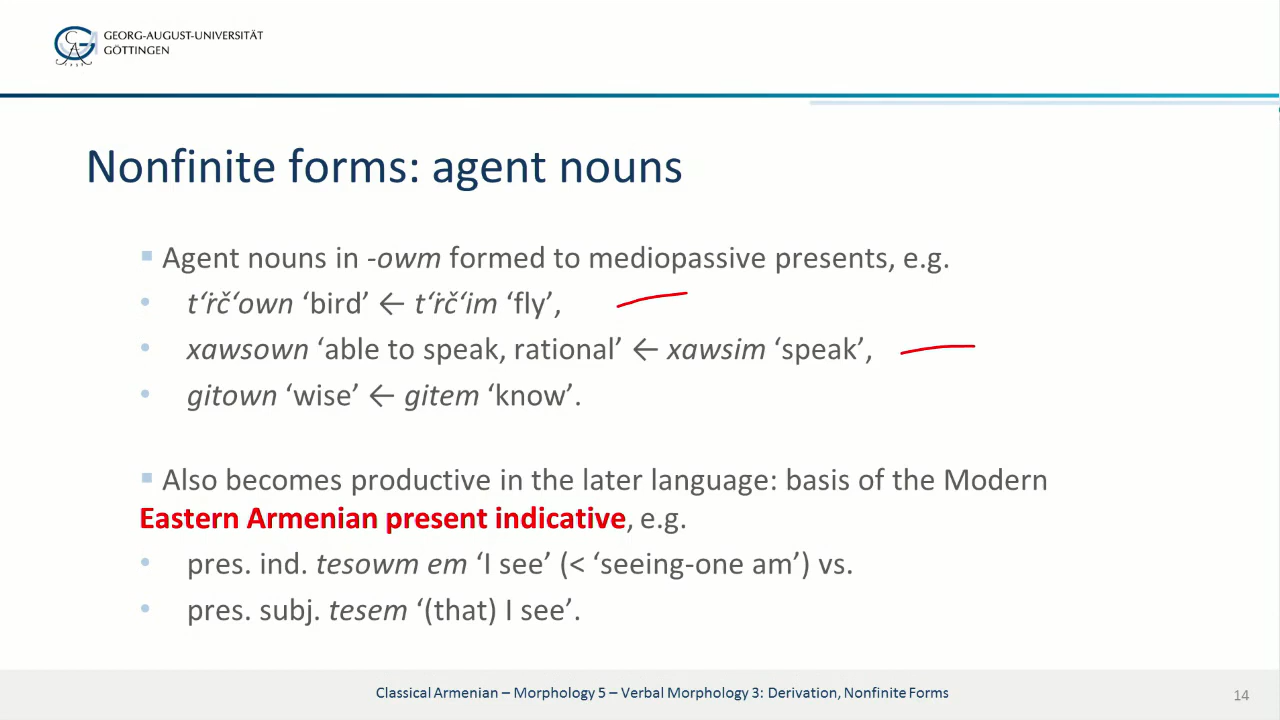 GEORG-AUGUST-UNIVERSITÄT
GÖTTINGEN
Nonfinite forms: agent nouns
▪ Agent nouns in -owm formed to mediopassive presents, e.g.
• tʻṙčʻown ‘bird’ ← tʻṙčʻim ‘fly’,
• xawsown ‘able to speak, rational’ ← xawsim ‘speak’,
• gitown ‘wise’ ← gitem ‘know’.
▪ Also becomes productive in the later language: basis of the Modern
Eastern Armenian present indicative, e.g.
• pres. ind. tesowm em ‘I see’ (< ‘seeing-one am’) vs.
• pres. subj. tesem ‘(that) I see’.
Classical Armenian – Morphology 5 – Verbal Morphology 3: Derivation, Nonfinite Forms
14